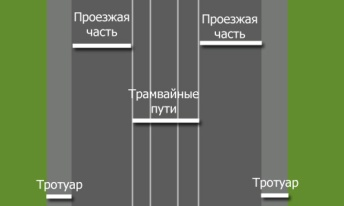 Проезжая
часть
Проезжая
часть
Трамвайные
пути
Тротуар
Тротуар